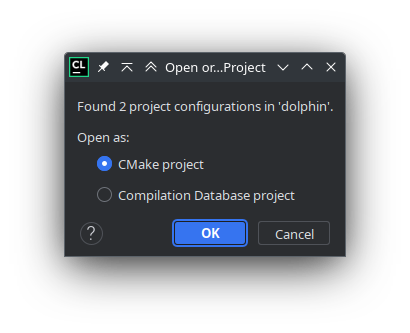 CL
Open or...Project
Found 2 project configurations in 'dolphin'.
Open as:
CMake project
Compilation Database project
?
OK
Cancel